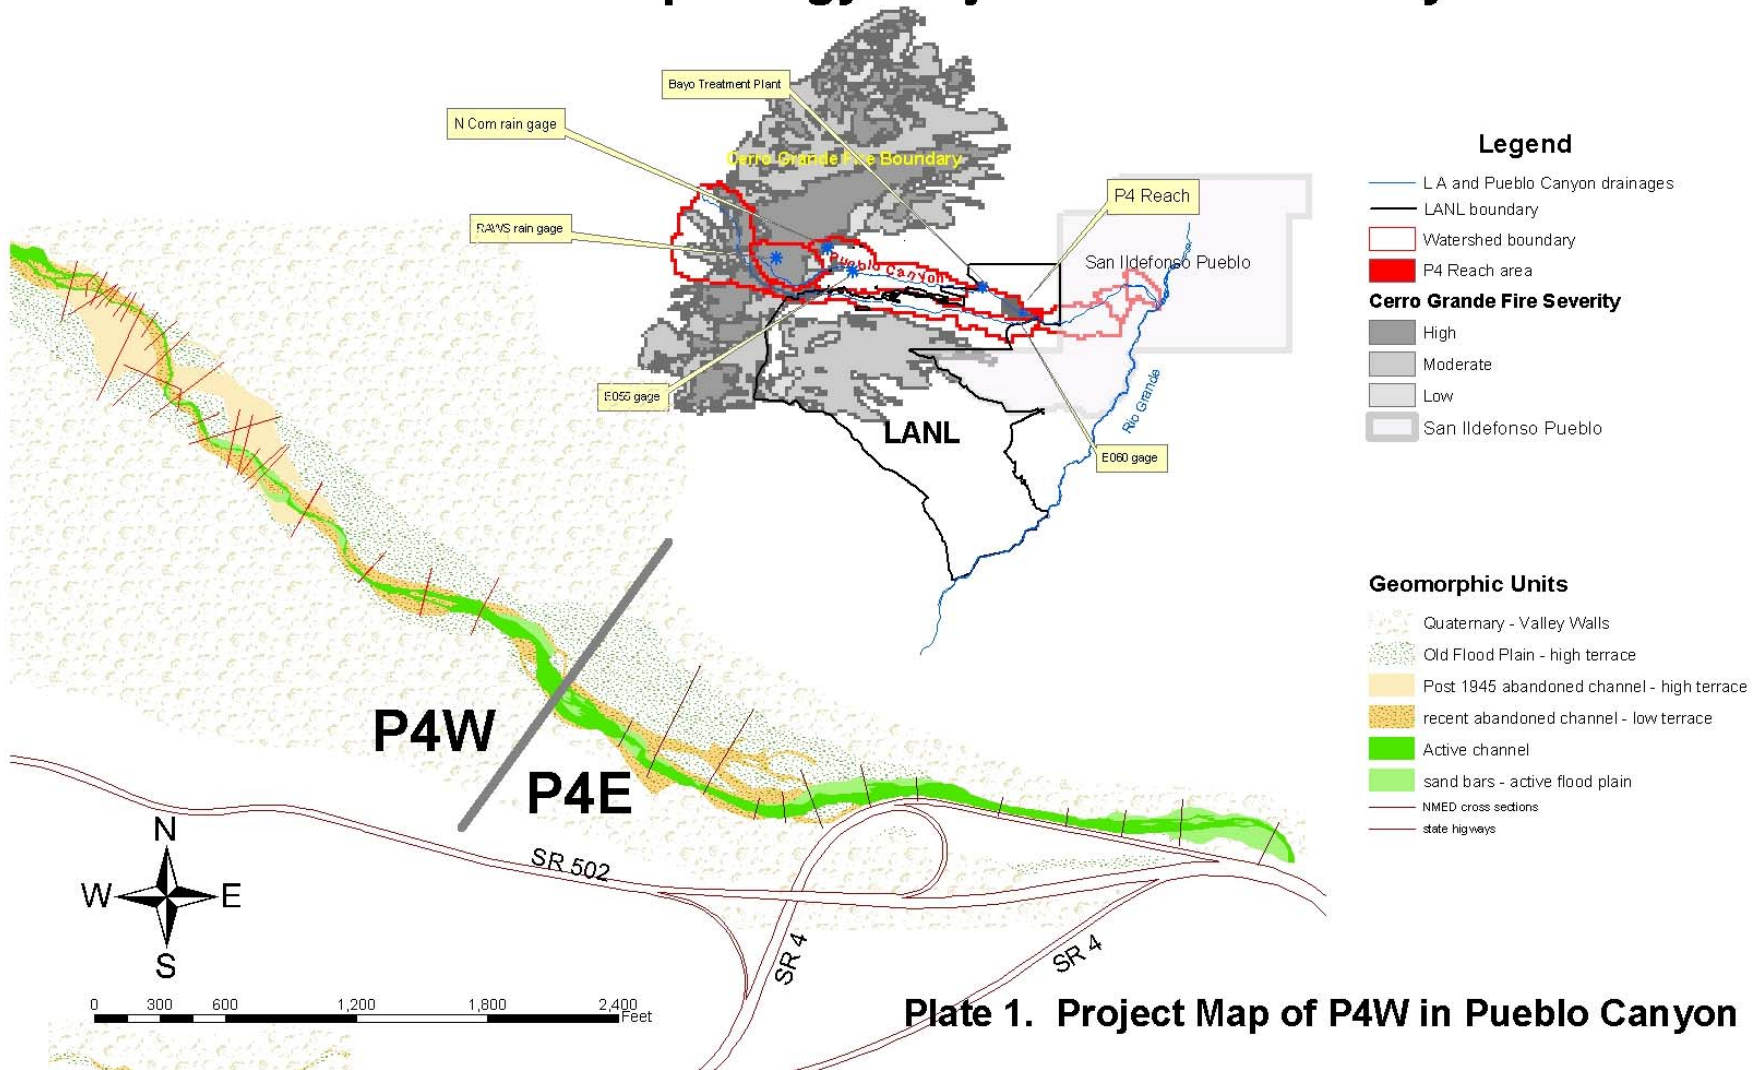 Bayo Treatment Plant
N Com rain gage
Cerro Grande Fire Boundary
P4 Reach
RAWS rain gage
Pueblo Canyon
San Ildefonso Pueblo
E055 gage
Rio Grande
LANL
E060 gage
Legend
L A and Pueblo Canyon drainages
LANL boundary
Watershed boundary
P4 Reach area
Cerro Grande Fire Severity
High
Moderate
Low
San Ildefonso Pueblo
Geomorphic Units
Quaternary - Valley Walls
Old Flood Plain - high terrace
Post 1945 abandoned channel - high terrace
recent abandoned channel - low terrace
Active channel
sand bars - active flood plain
NMED cross sections
state higways
P4W
P4E
SR 502
SR 4
SR 4
N
W E
S
0 300 600 1,200 1,800 2,400
Feet
Plate 1. Project Map of P4W in Pueblo Canyon